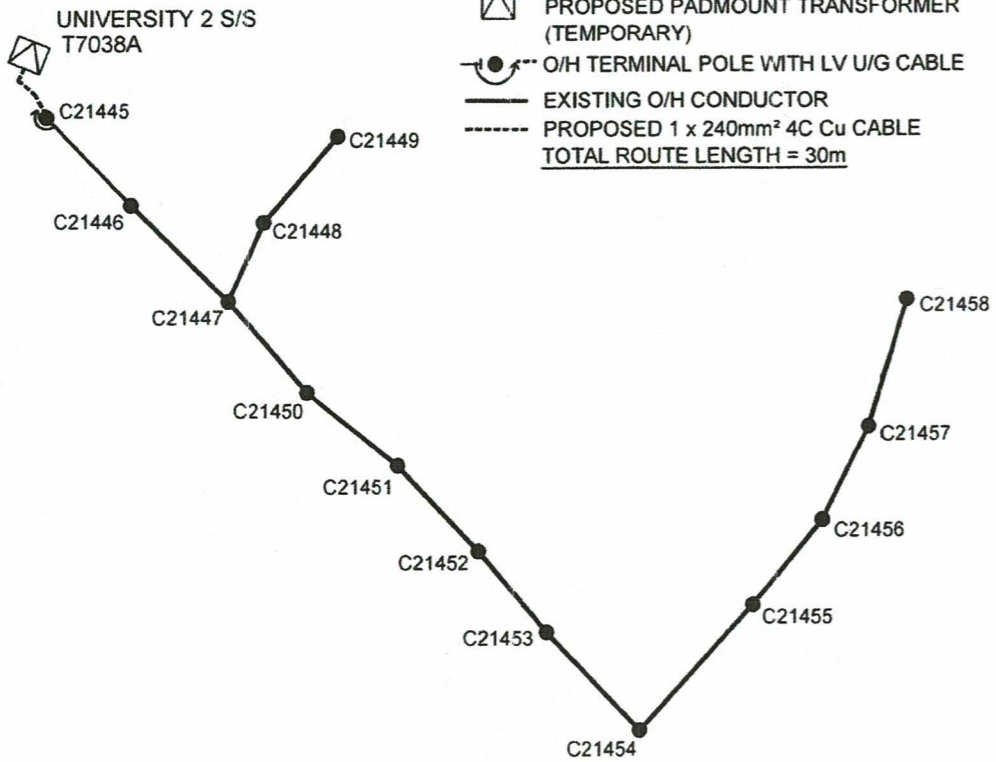 UNIVERSITY 2 S/S
T7038A
PROPOSED PADMOUNT TRANSFORMER
(TEMPORARY)
O/H TERMINAL POLE WITH LV U/G CABLE
EXISTING O/H CONDUCTOR
PROPOSED 1 x 240mm² 4C Cu CABLE
TOTAL ROUTE LENGTH = 30m
C21445
C21449
C21446
C21448
C21447
C21458
C21450
C21457
C21451
C21456
C21452
C21455
C21453
C21454